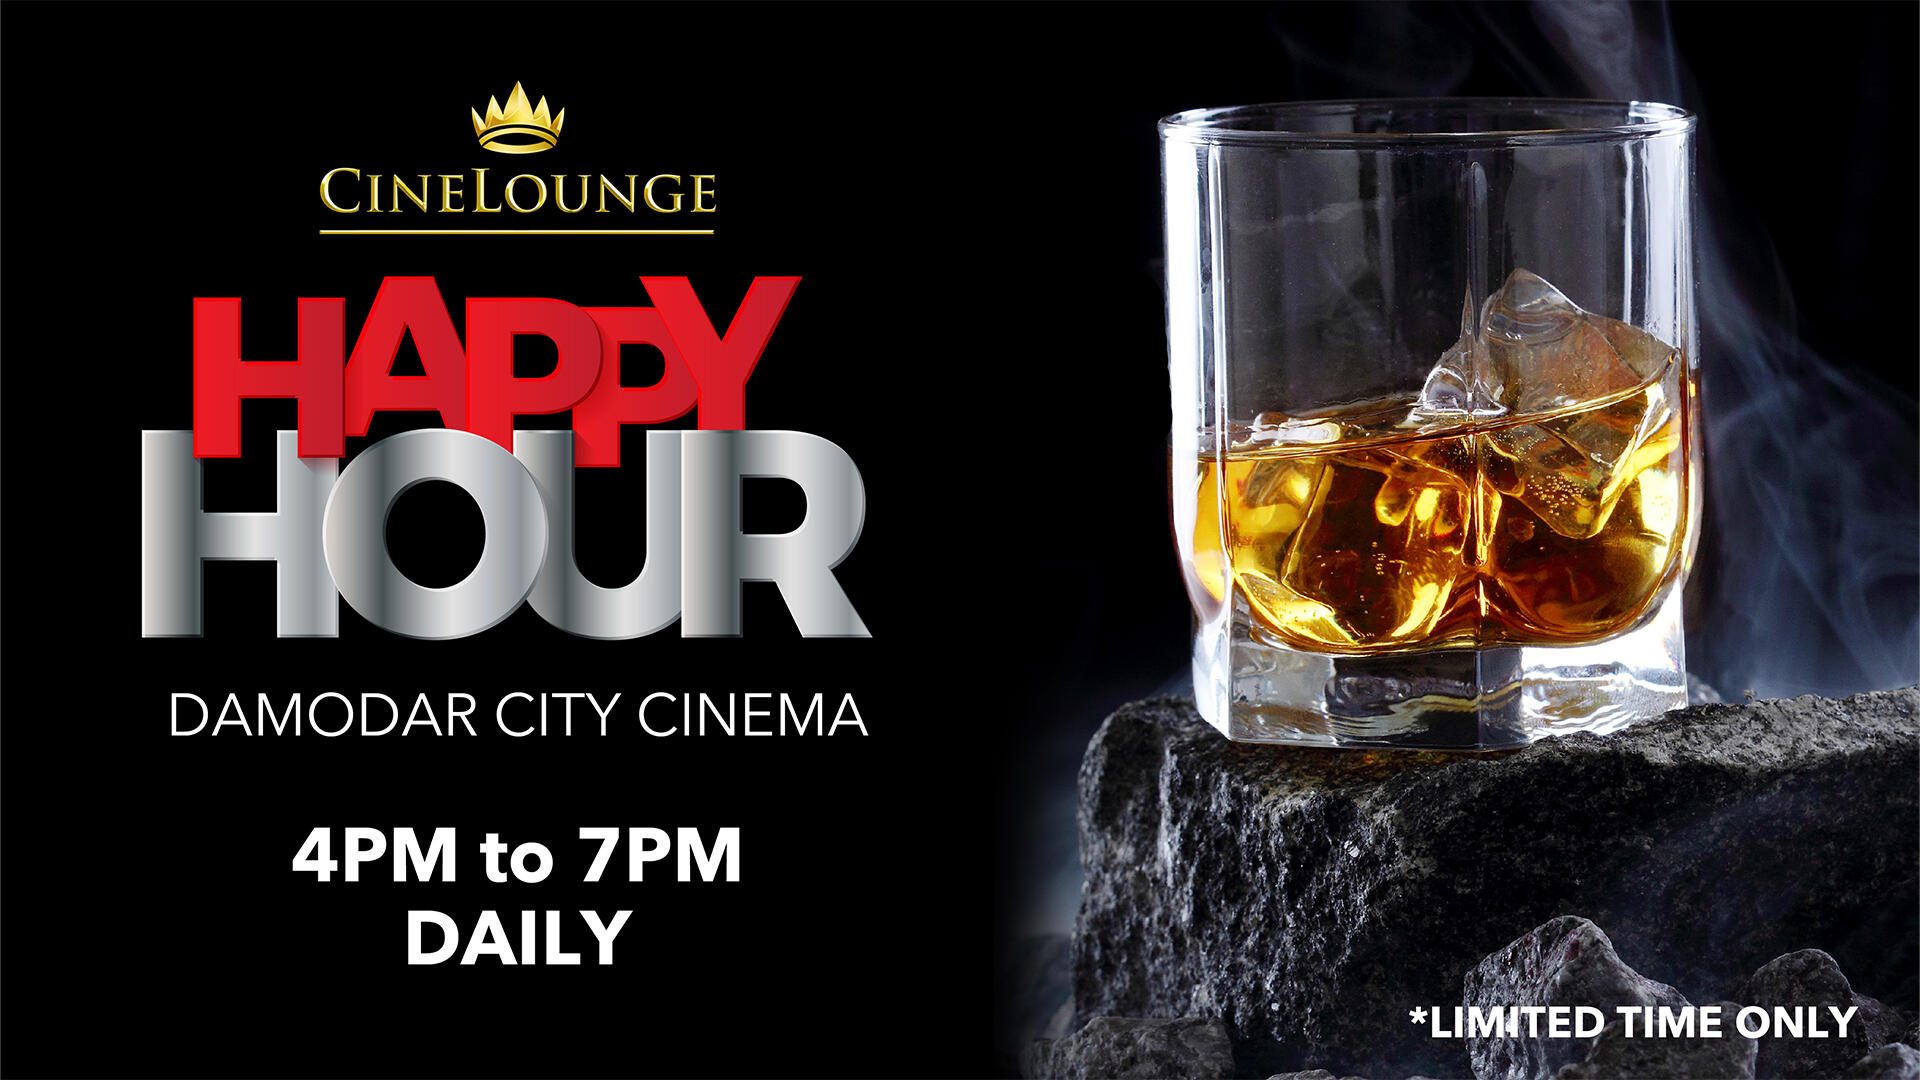 CINELOUNGE
HAPPY
HOUR
DAMODAR CITY CINEMA
4PM to 7PM
DAILY
*LIMITED TIME ONLY